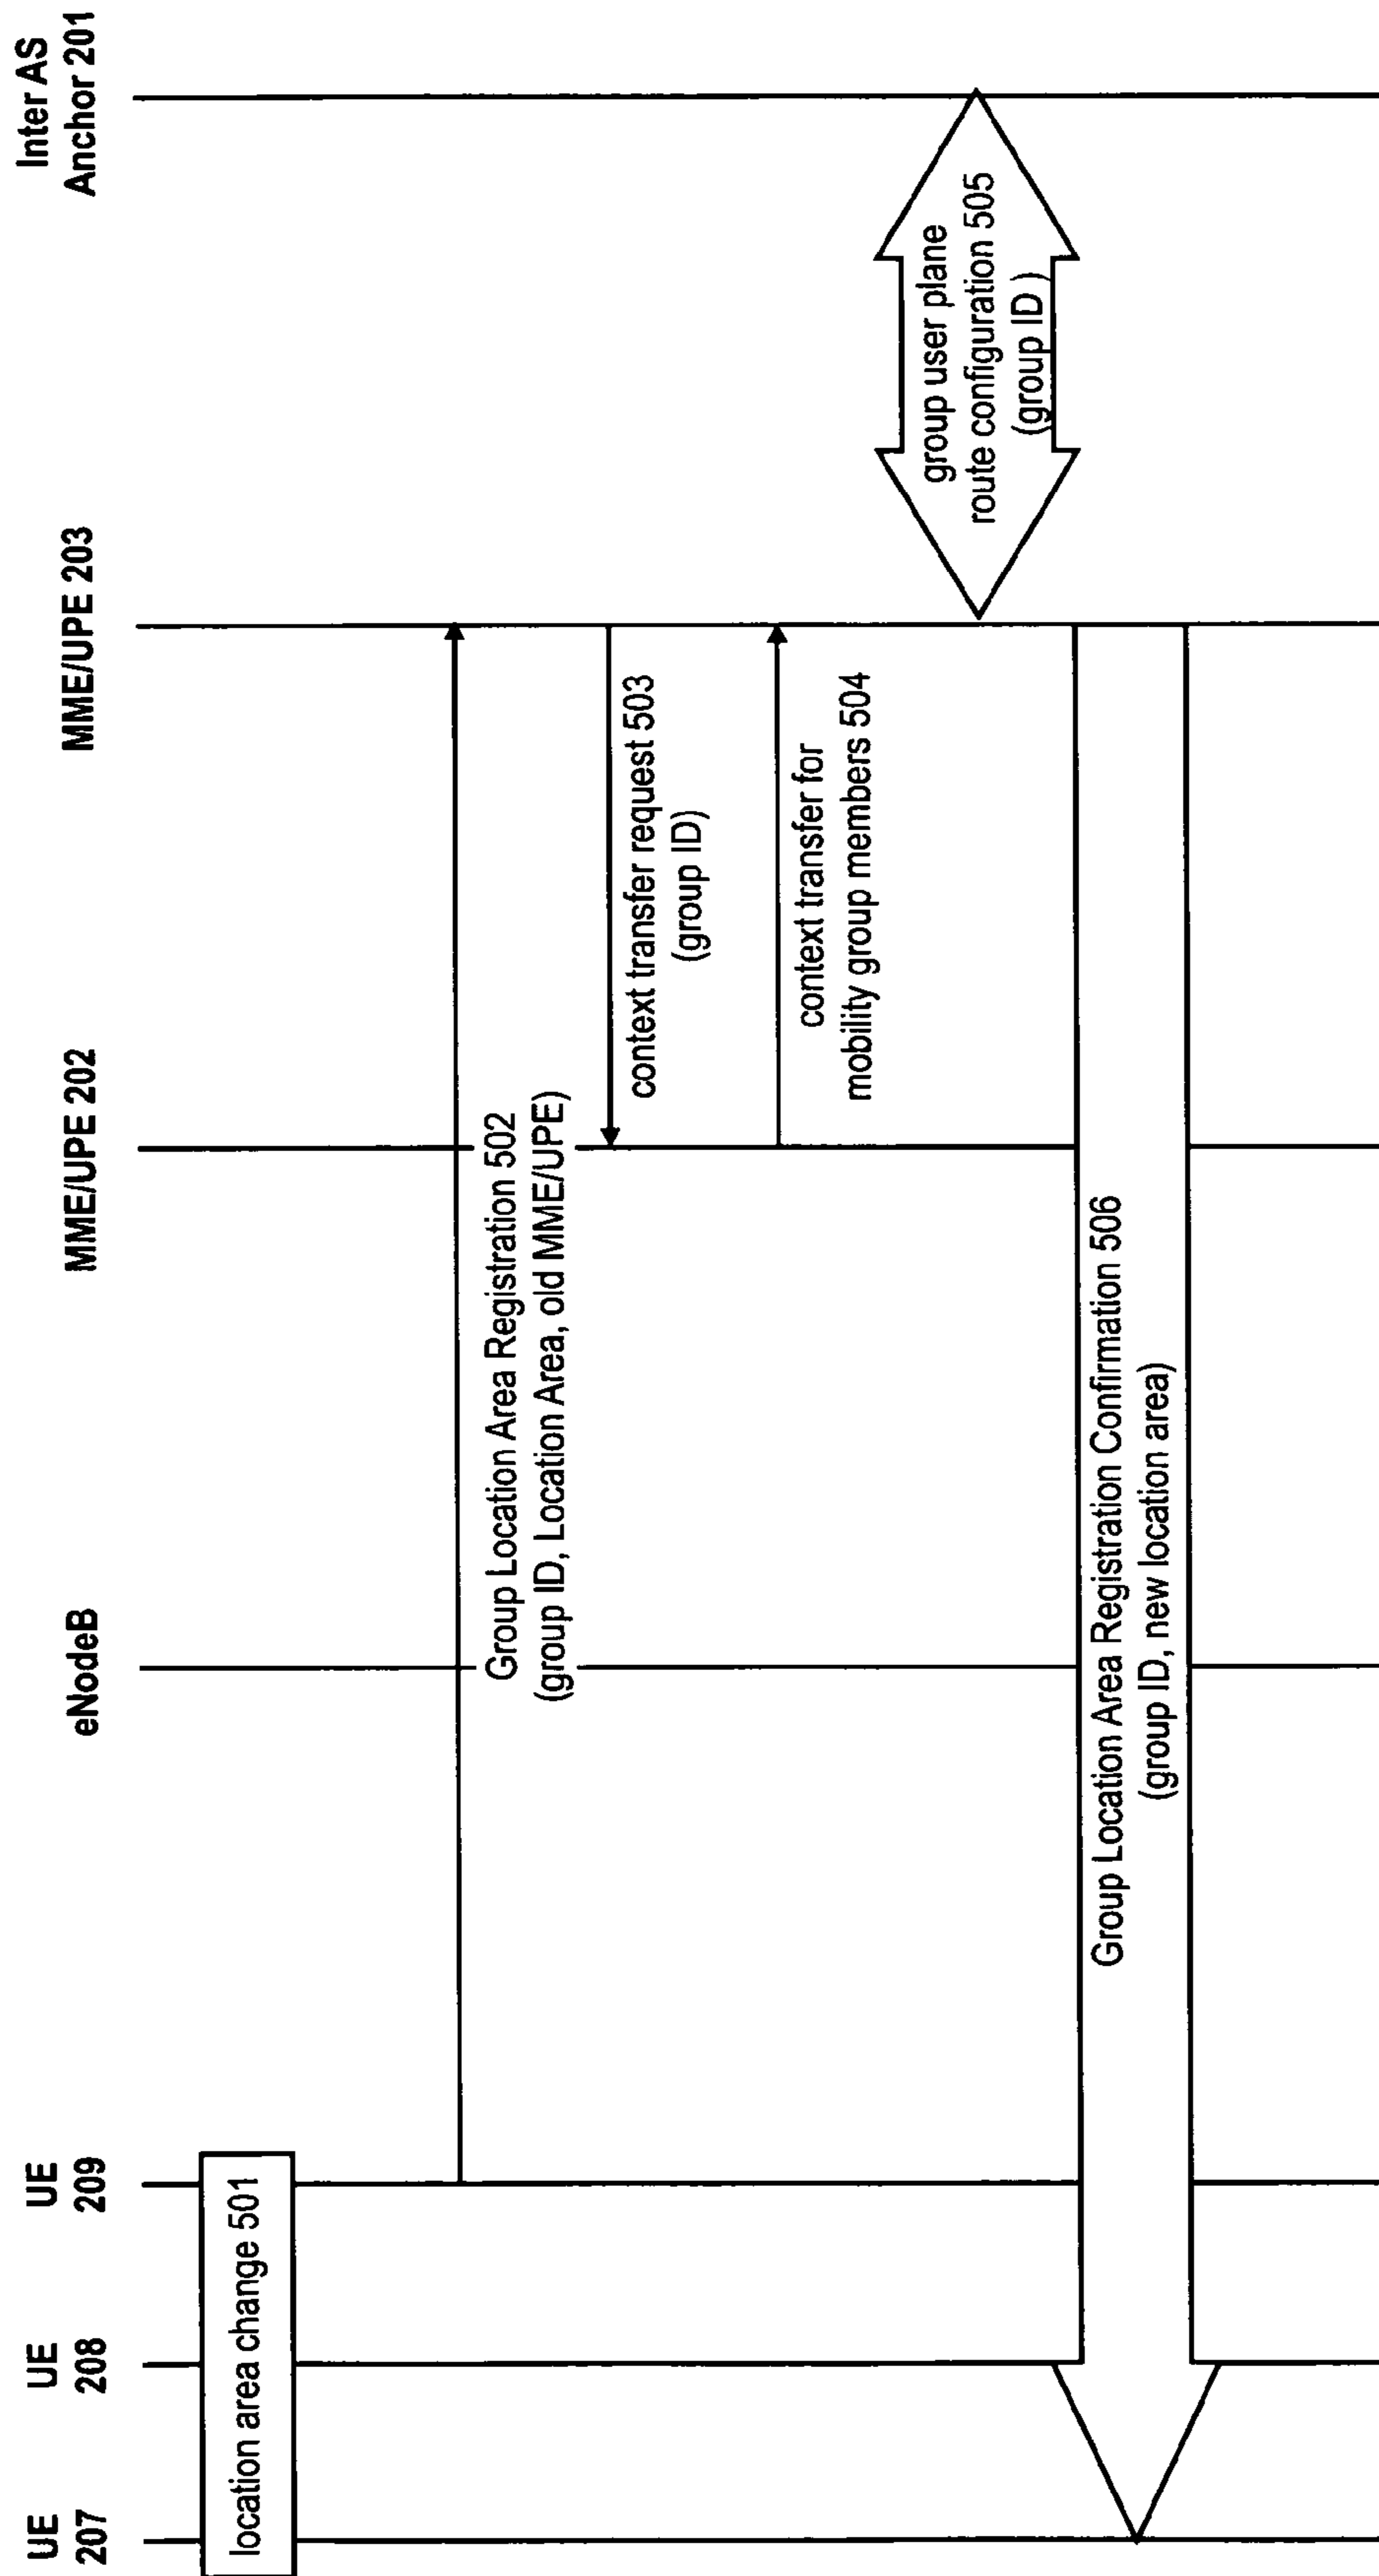 UE
207
UE
208
UE
209
eNodeB
MME/UPE 202
MME/UPE 203
Inter AS
Anchor 201
location area change 501
Group Location Area Registration 502
(group ID, Location Area, old MME/UPE)
context transfer request 503
(group ID)
context transfer for
mobility group members 504
group user plane
route configuration 505
(group ID )
Group Location Area Registration Confirmation 506
(group ID, new location area)